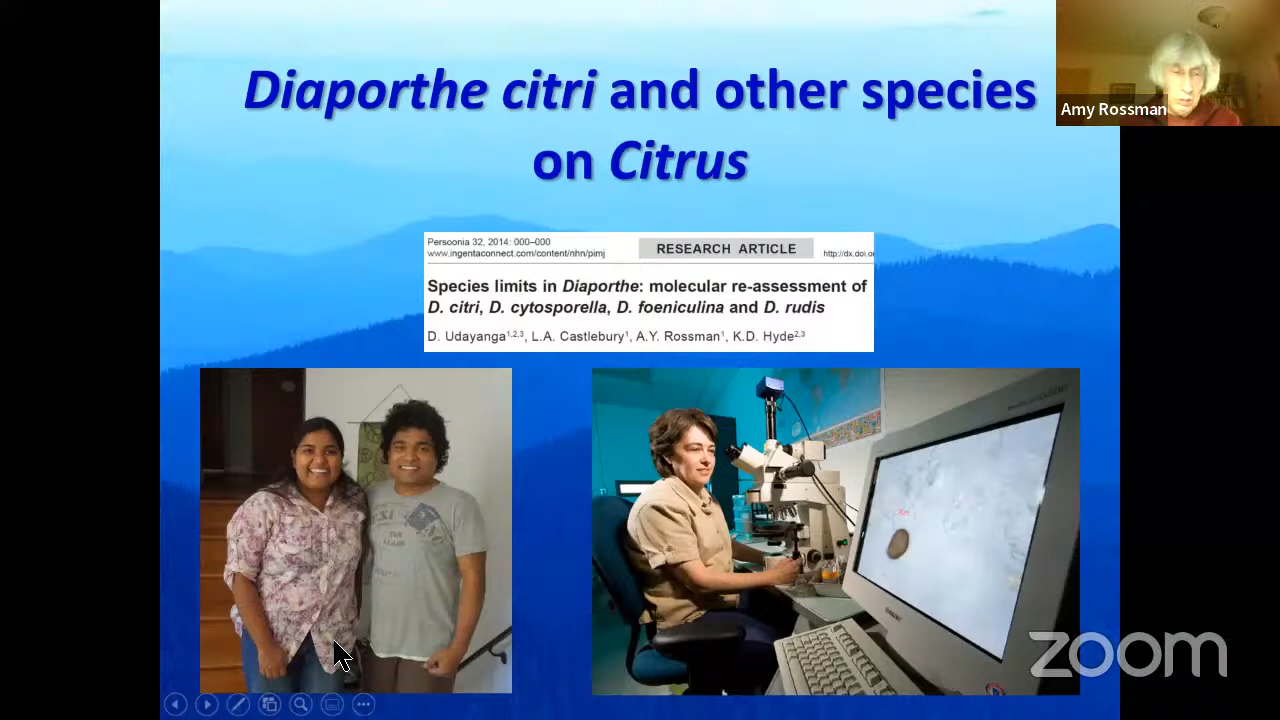 Diaporthe citri and other species
on Citrus
Amy Rossman
Persoonia 32, 2014: 000–000
www.ingentaconnect.com/content/nhn/pimj
RESEARCH ARTICLE
http://dx.doi.o
Species limits in Diaporthe: molecular re-assessment of
D. citri, D. cytosporella, D. foeniculina and D. rudis
D. Udayanga1,2,3, L.A. Castlebury1, A.Y. Rossman1, K.D. Hyde2,3
zoom